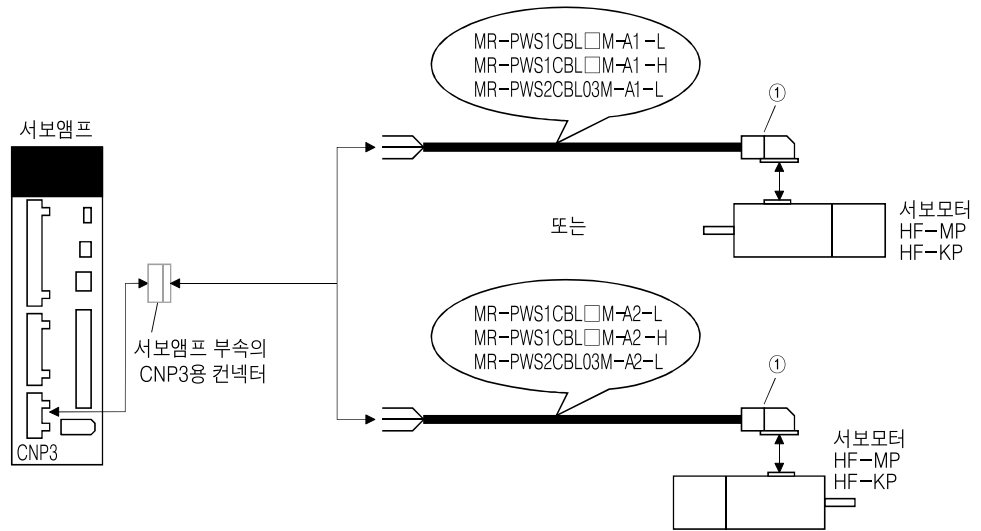 MR-PWS1CBL□M-A1-L
MR-PWS1CBL□M-A1-H
MR-PWS2CBL03M-A1-L
①
서보앰프
서보모터
HF-MP
HF-KP
또는
MR-PWS1CBL□M-A2-L
MR-PWS1CBL□M-A2-H
MR-PWS2CBL03M-A2-L
서보앰프 부속의
CNP3용 컨넥터
①
CNP3
서보모터
HF-MP
HF-KP